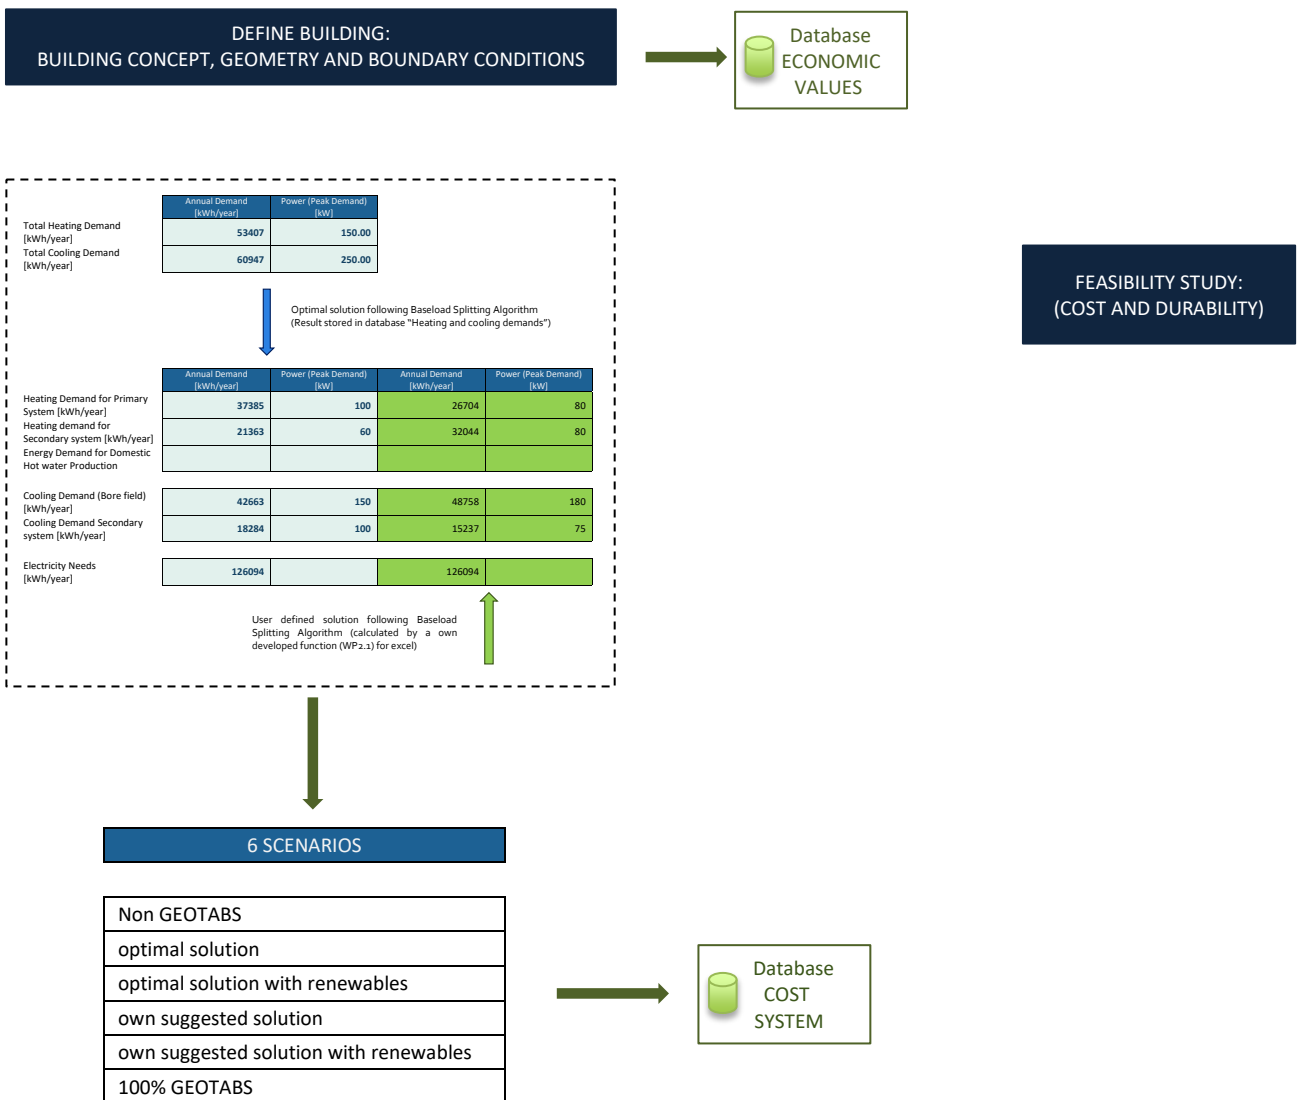 DEFINE BUILDING:
BUILDING CONCEPT, GEOMETRY AND BOUNDARY CONDITIONS
Database
ECONOMIC
VALUES
Annual Demand Power (Peak Demand)
[kWh/year] [kW]
Total Heating Demand
[kWh/year] 53407 150.00
Total Cooling Demand
[kWh/year] 60947 250.00
FEASIBILITY STUDY:
(COST AND DURABILITY)
Optimal solution following Baseload Splitting Algorithm
(Result stored in database "Heating and cooling demands")
Annual Demand Power (Peak Demand) Annual Demand Power (Peak Demand)
[kWh/year] [kW] [kWh/year] [kW]
Heating Demand for Primary
System [kWh/year] 37385 100 26704 80
Heating demand for
Secondary system [kWh/year] 21363 60 32044 80
Energy Demand for Domestic
Hot water Production
Cooling Demand (Bore field)
[kWh/year] 42663 150 48758 180
Cooling Demand Secondary
system [kWh/year] 18284 100 15237 75
Electricity Needs
[kWh/year] 126094 126094
User defined solution following Baseload
Splitting Algorithm (calculated by a own
developed function (WP2.1) for excel)
6 SCENARIOS
Non GEOTABS
optimal solution
optimal solution with renewables
own suggested solution
own suggested solution with renewables
100% GEOTABS
Database
COST
SYSTEM